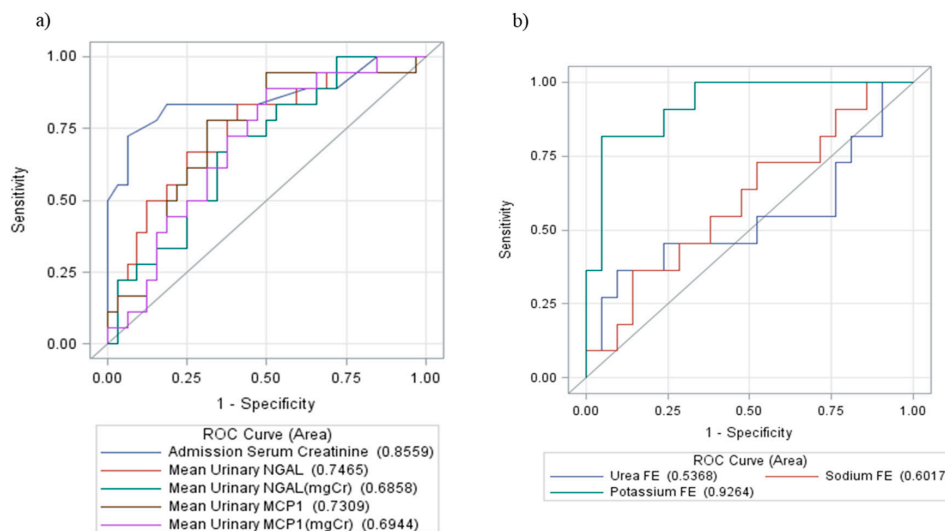 a)
1.00
0.75
0.50
0.25
0.00
Sensitivity
0.00 0.25 0.50 0.75 1.00
1 - Specificity
ROC Curve (Area)
Admission Serum Creatinine (0.8559)
Mean Urinary NGAL (0.7465)
Mean Urinary NGAL(mgCr) (0.6858)
Mean Urinary MCP1 (0.7309)
Mean Urinary MCP1(mgCr) (0.6944)
b)
1.00
0.75
0.50
0.25
0.00
Sensitivity
0.00 0.25 0.50 0.75 1.00
1 - Specificity
ROC Curve (Area)
Urea FE (0.5368) Sodium FE (0.6017)
Potassium FE (0.9264)